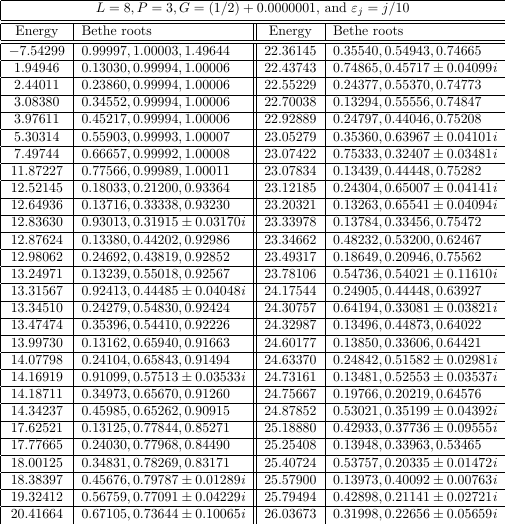 L = 8, P = 3, G = (1/2) + 0.0000001, and ε_j = j/10
Energy Bethe roots Energy Bethe roots
−7.54299 0.99997, 1.00003, 1.49644 22.36145 0.35540, 0.54943, 0.74665
1.94946 0.13030, 0.99994, 1.00006 22.43743 0.74865, 0.45717 ± 0.04099i
2.44011 0.23860, 0.99994, 1.00006 22.55229 0.24377, 0.55370, 0.74773
3.08380 0.34552, 0.99994, 1.00006 22.70038 0.13294, 0.55556, 0.74847
3.97611 0.45217, 0.99994, 1.00006 22.92889 0.24797, 0.44046, 0.75208
5.30314 0.55903, 0.99993, 1.00007 23.05279 0.35360, 0.63967 ± 0.04101i
7.49744 0.66657, 0.99992, 1.00008 23.07422 0.75333, 0.32407 ± 0.03481i
11.87227 0.77566, 0.99989, 1.00011 23.07834 0.13439, 0.44448, 0.75282
12.52145 0.18033, 0.21200, 0.93364 23.12185 0.24304, 0.65007 ± 0.04141i
12.64936 0.13716, 0.33338, 0.93230 23.20321 0.13263, 0.65541 ± 0.04094i
12.83630 0.93013, 0.31915 ± 0.03170i 23.33978 0.13784, 0.33456, 0.75472
12.87624 0.13380, 0.44202, 0.92986 23.34662 0.48232, 0.53200, 0.62467
12.98062 0.24692, 0.43819, 0.92852 23.49317 0.18649, 0.20946, 0.75562
13.24971 0.13239, 0.55018, 0.92567 23.78106 0.54736, 0.54021 ± 0.11610i
13.31567 0.92413, 0.44485 ± 0.04048i 24.17544 0.24905, 0.44448, 0.63927
13.34510 0.24279, 0.54830, 0.92424 24.30757 0.64194, 0.33081 ± 0.03821i
13.47474 0.35396, 0.54410, 0.92226 24.32987 0.13496, 0.44873, 0.64022
13.99730 0.13162, 0.65940, 0.91663 24.60177 0.13850, 0.33606, 0.64421
14.07798 0.24104, 0.65843, 0.91494 24.63370 0.24842, 0.51582 ± 0.02981i
14.16919 0.91099, 0.57513 ± 0.03533i 24.73161 0.13481, 0.52553 ± 0.03537i
14.18711 0.34973, 0.65670, 0.91260 24.75667 0.19766, 0.20219, 0.64576
14.34237 0.45985, 0.65262, 0.90915 24.87852 0.53021, 0.35199 ± 0.04392i
17.62521 0.13125, 0.77844, 0.85271 25.18880 0.42933, 0.37736 ± 0.09555i
17.77665 0.24030, 0.77968, 0.84490 25.25408 0.13948, 0.33963, 0.53465
18.00125 0.34831, 0.78269, 0.83171 25.40724 0.53757, 0.20335 ± 0.01472i
18.38397 0.45676, 0.79787 ± 0.01289i 25.57900 0.13973, 0.40092 ± 0.00763i
19.32412 0.56759, 0.77091 ± 0.04229i 25.79494 0.42898, 0.21141 ± 0.02721i
20.41664 0.67105, 0.73644 ± 0.10065i 26.03673 0.31998, 0.22656 ± 0.05659i